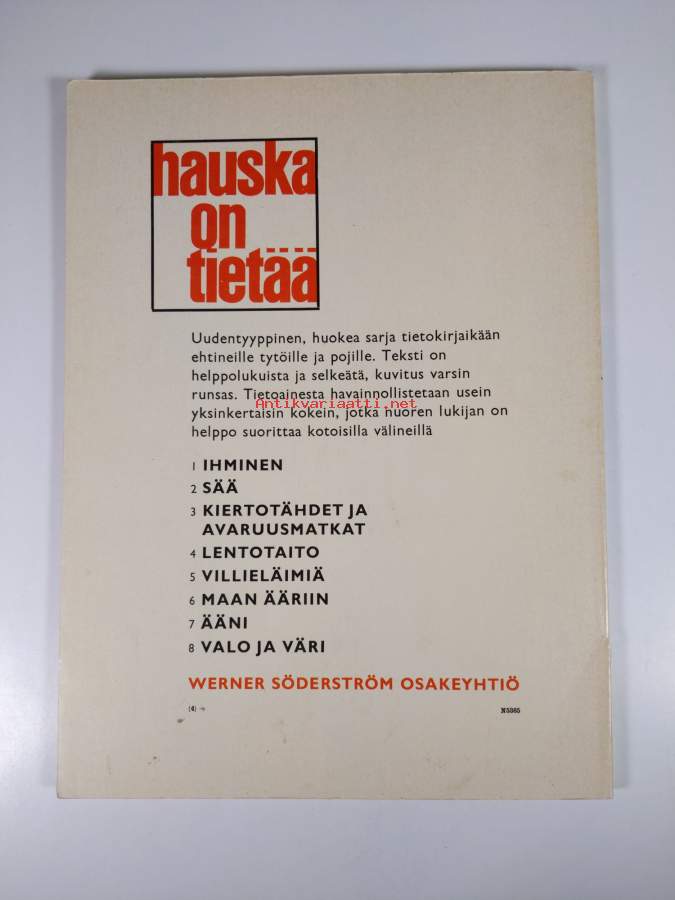 hauska
on
tietää
Uudentyyppinen, huokea sarja tietokirjaikään
ehtineille tytöille ja pojille. Teksti on
helppolukuista ja selkeätä, kuvitus varsin
runsas. Tietoainesta havainnollistetaan usein
Antikvariaatti.net
yksinkertaisin kokein, jotka nuoren lukijan on
helppo suorittaa kotoisilla välineillä
1 IHMINEN
2 SÄÄ
3 KIERTOTÄHDET JA
AVARUUSMATKAT
4 LENTOTAITO
5 VILLIELÄIMIÄ
6 MAAN ÄÄRIIN
7 ÄÄNI
8 VALO JA VÄRI
WERNER SÖDERSTRÖM OSAKEYHTIÖ